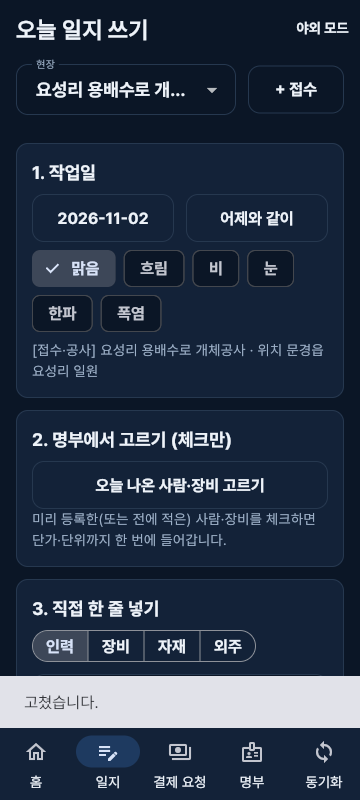 오늘 일지 쓰기
야외 모드
현장
요성리 용배수로 개...
+ 접수
1. 작업일
2026-11-02
어제와 같이
맑음
흐림
비
눈
한파
폭염
[접수·공사] 요성리 용배수로 개체공사 · 위치 문경읍
요성리 일원
2. 명부에서 고르기 (체크만)
오늘 나온 사람·장비 고르기
미리 등록한(또는 전에 적은) 사람·장비를 체크하면
단가·단위까지 한 번에 들어갑니다.
3. 직접 한 줄 넣기
인력
장비
자재
외주
고쳤습니다.
홈
일지
결제 요청
명부
동기화